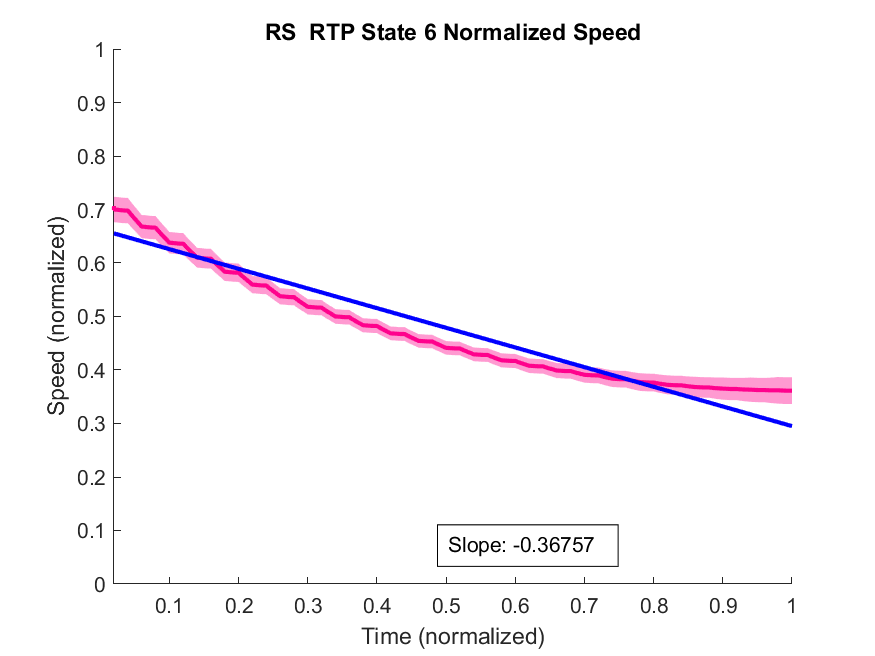 RS  RTP State 6 Normalized Speed
1
0.9
0.8
0.7
0.6
0.5
0.4
0.3
0.2
0.1
0
Speed (normalized)
Slope: -0.36757
0.1 0.2 0.3 0.4 0.5 0.6 0.7 0.8 0.9 1
Time (normalized)